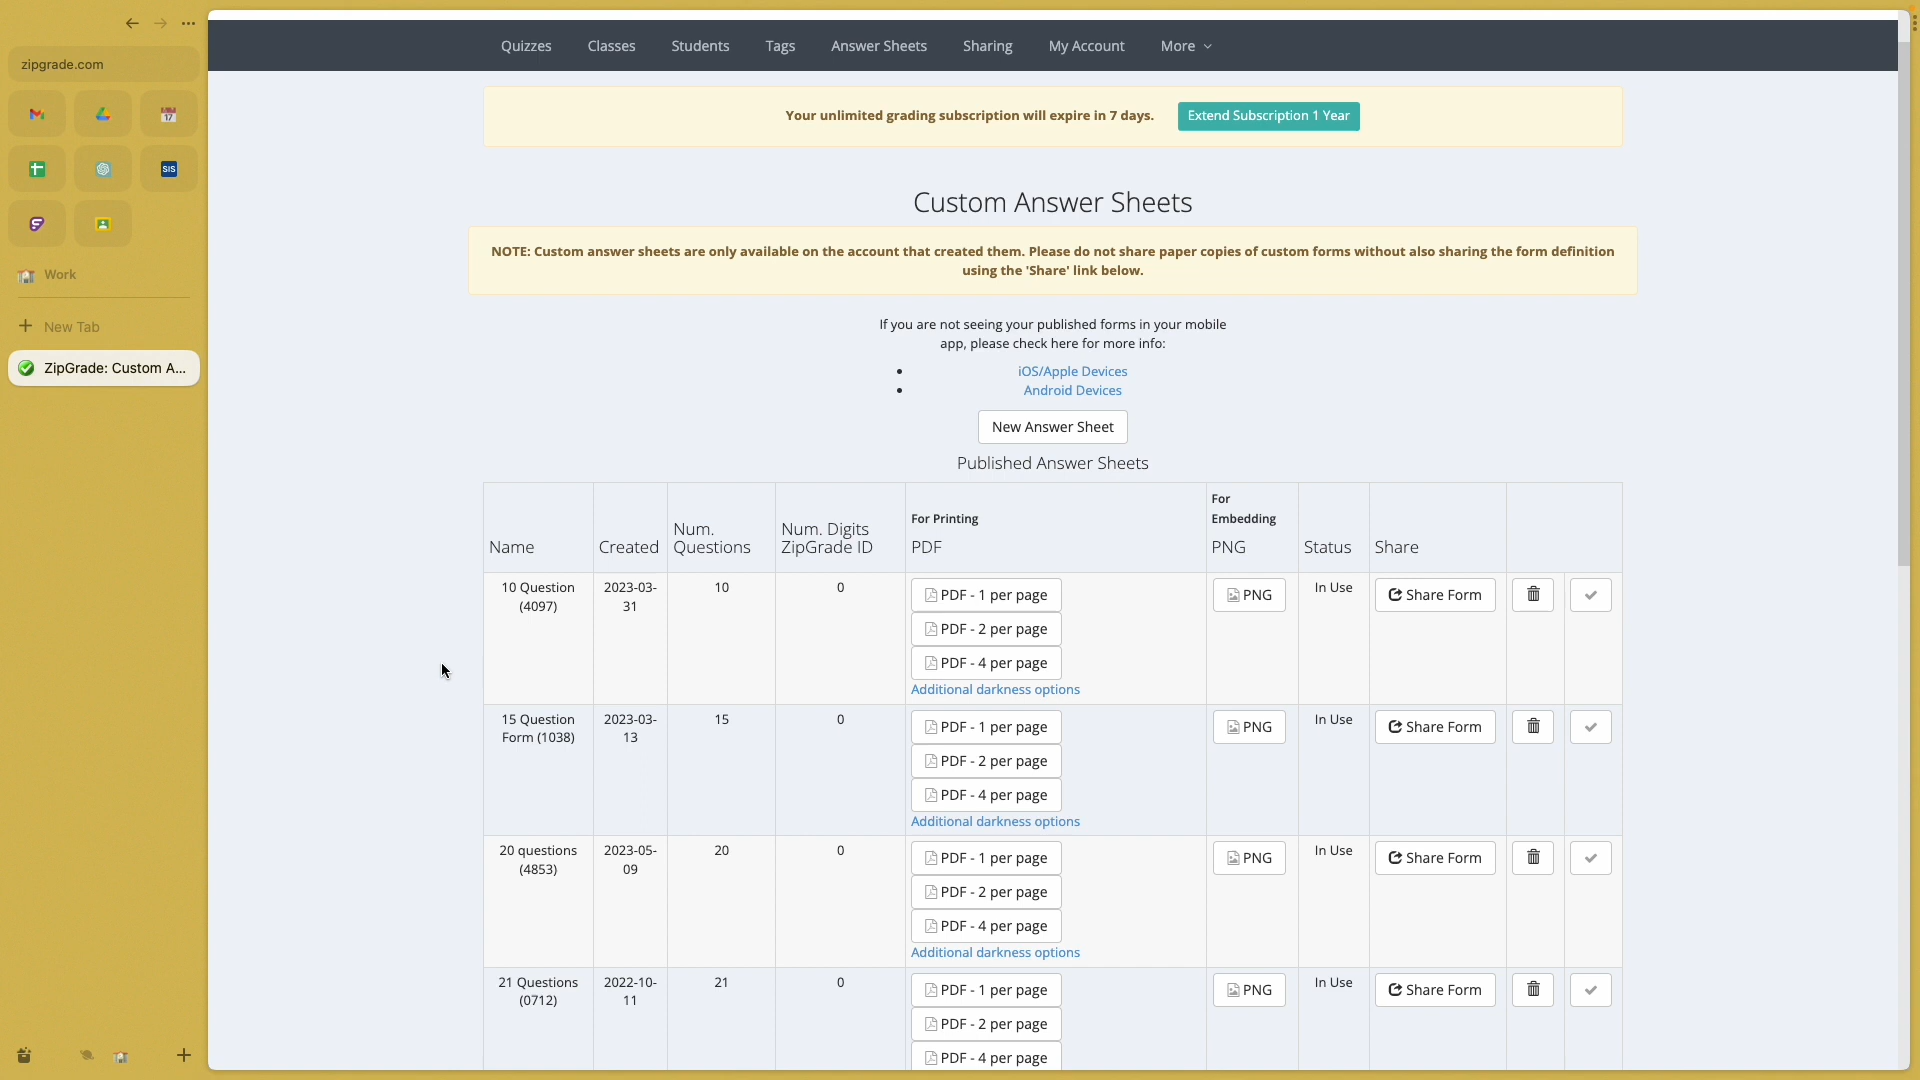 zipgrade.com
SIS
Work
New Tab
ZipGrade: Custom A...
Quizzes Classes Students Tags Answer Sheets Sharing My Account More
Your unlimited grading subscription will expire in 7 days. Extend Subscription 1 Year
Custom Answer Sheets
NOTE: Custom answer sheets are only available on the account that created them. Please do not share paper copies of custom forms without also sharing the form definition
using the 'Share' link below.
If you are not seeing your published forms in your mobile
app, please check here for more info:
• iOS/Apple Devices
• Android Devices
New Answer Sheet
Published Answer Sheets
Name
Created
Num.
Questions
Num. Digits
ZipGrade ID
For Printing
PDF
For
Embedding
PNG
Status
Share
10 Question
(4097)
2023-03-
31
10
0
PDF - 1 per page
PDF - 2 per page
PDF - 4 per page
Additional darkness options
PNG
In Use
Share Form
15 Question
Form (1038)
2023-03-
13
15
0
PDF - 1 per page
PDF - 2 per page
PDF - 4 per page
Additional darkness options
PNG
In Use
Share Form
20 questions
(4853)
2023-05-
09
20
0
PDF - 1 per page
PDF - 2 per page
PDF - 4 per page
Additional darkness options
PNG
In Use
Share Form
21 Questions
(0712)
2022-10-
11
21
0
PDF - 1 per page
PDF - 2 per page
PDF - 4 per page
PNG
In Use
Share Form